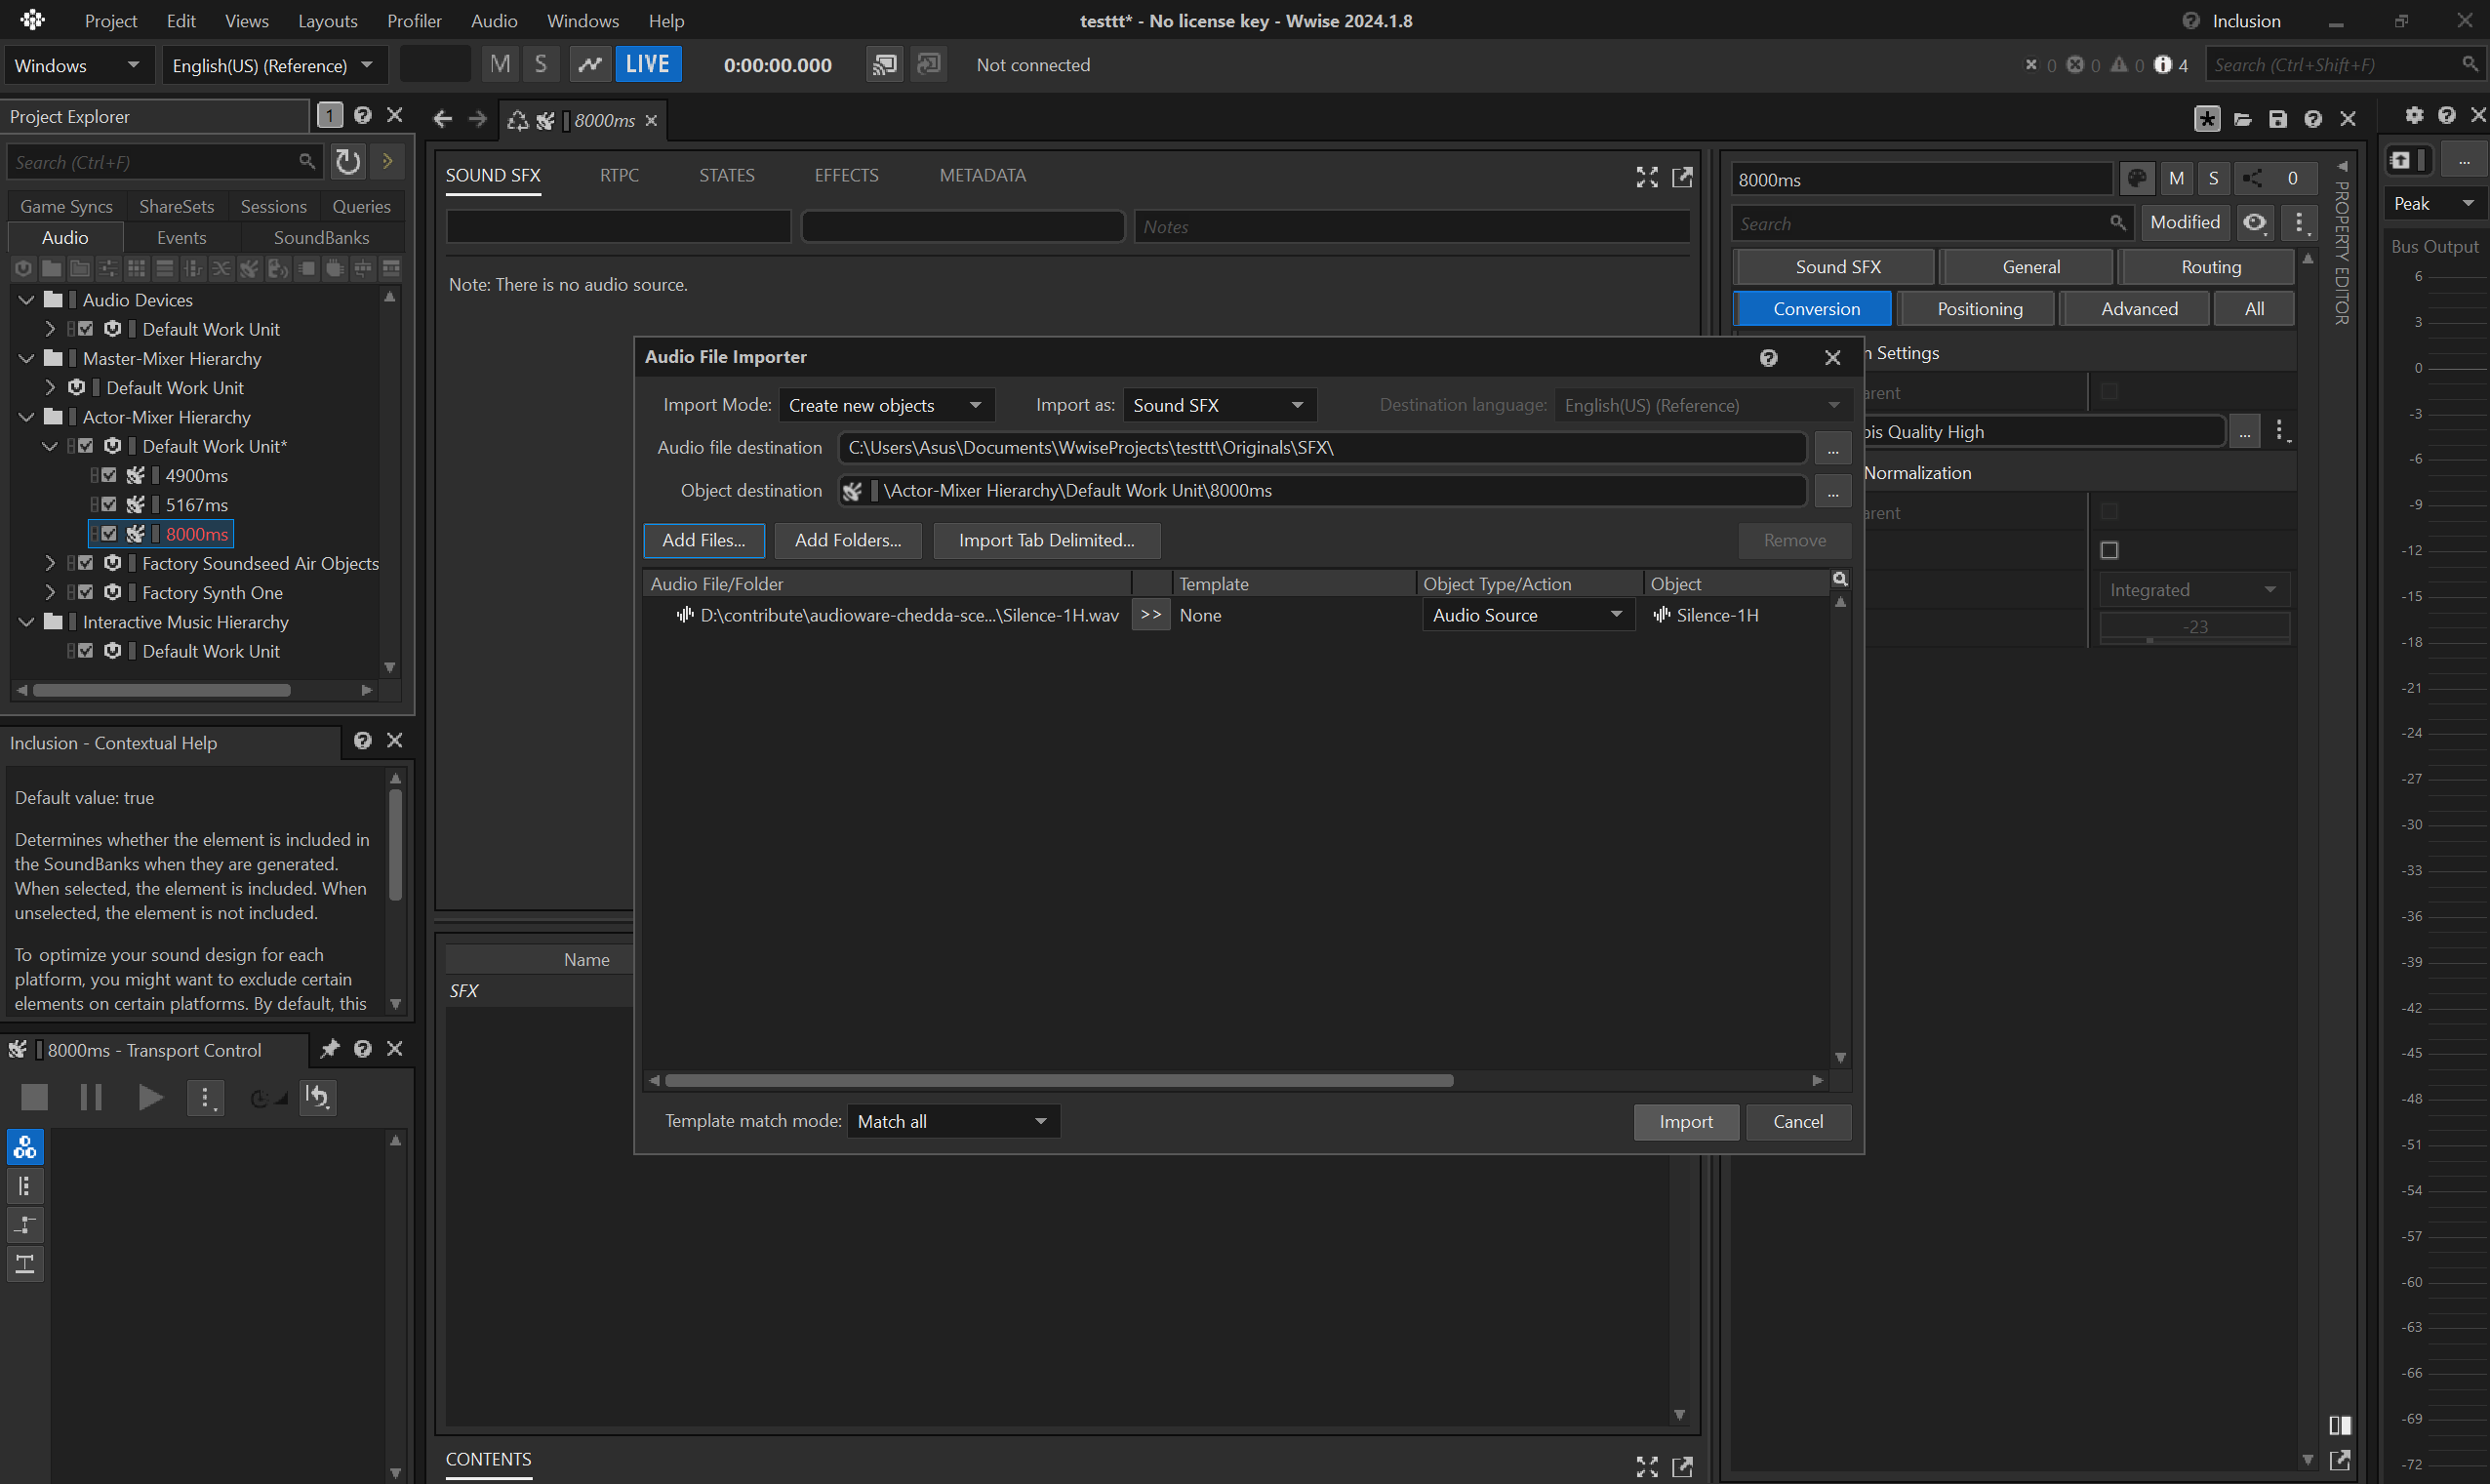 Project Edit Views Layouts Profiler Audio Windows Help
testtt* - No license key - Wwise 2024.1.8
Inclusion
Windows English(US) (Reference) M S LIVE 0:00:00.000 Not connected
0 0 0 4 Search (Ctrl+Shift+F)
Project Explorer 1
Search (Ctrl+F)
Game Syncs ShareSets Sessions Queries
Audio Events SoundBanks
Audio Devices
Default Work Unit
Master-Mixer Hierarchy
Default Work Unit
Actor-Mixer Hierarchy
Default Work Unit*
4900ms
5167ms
8000ms
Factory Soundseed Air Objects
Factory Synth One
Interactive Music Hierarchy
Default Work Unit
Inclusion - Contextual Help
Default value: true
Determines whether the element is included in
the SoundBanks when they are generated.
When selected, the element is included. When
unselected, the element is not included.
To optimize your sound design for each
platform, you might want to exclude certain
elements on certain platforms. By default, this
8000ms - Transport Control
8000ms
SOUND SFX RTPC STATES EFFECTS METADATA
Notes
Note: There is no audio source.
Audio File Importer
Import Mode: Create new objects Import as: Sound SFX Destination language: English(US) (Reference)
Audio file destination C:\Users\Asus\Documents\WwiseProjects\testtt\Originals\SFX\ ...
Object destination \Actor-Mixer Hierarchy\Default Work Unit\8000ms ...
Add Files... Add Folders... Import Tab Delimited... Remove
Audio File/Folder Template Object Type/Action Object
D:\contribute\audioware-chedda-sce...\Silence-1H.wav >> None Audio Source Silence-1H
Template match mode: Match all Import Cancel
Name
SFX
CONTENTS
8000ms M S 0
Search Modified
Sound SFX General Routing
Conversion Positioning Advanced All
n Settings
arent
bis Quality High ...
Normalization
arent
Integrated
-23
PROPERTY EDITOR
...
Peak
Bus Output
6
3
0
-3
-6
-9
-12
-15
-18
-21
-24
-27
-30
-33
-36
-39
-42
-45
-48
-51
-54
-57
-60
-63
-66
-69
-72